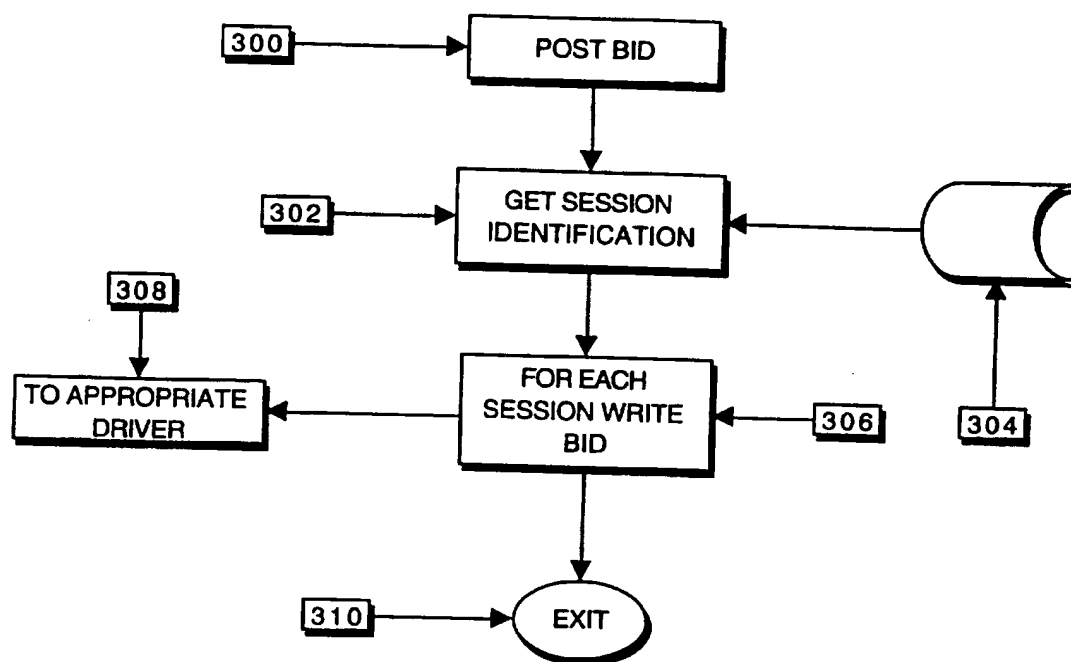 300
POST BID
302
GET SESSION
IDENTIFICATION
308
TO APPROPRIATE
DRIVER
FOR EACH
SESSION WRITE
BID
306
304
310
EXIT